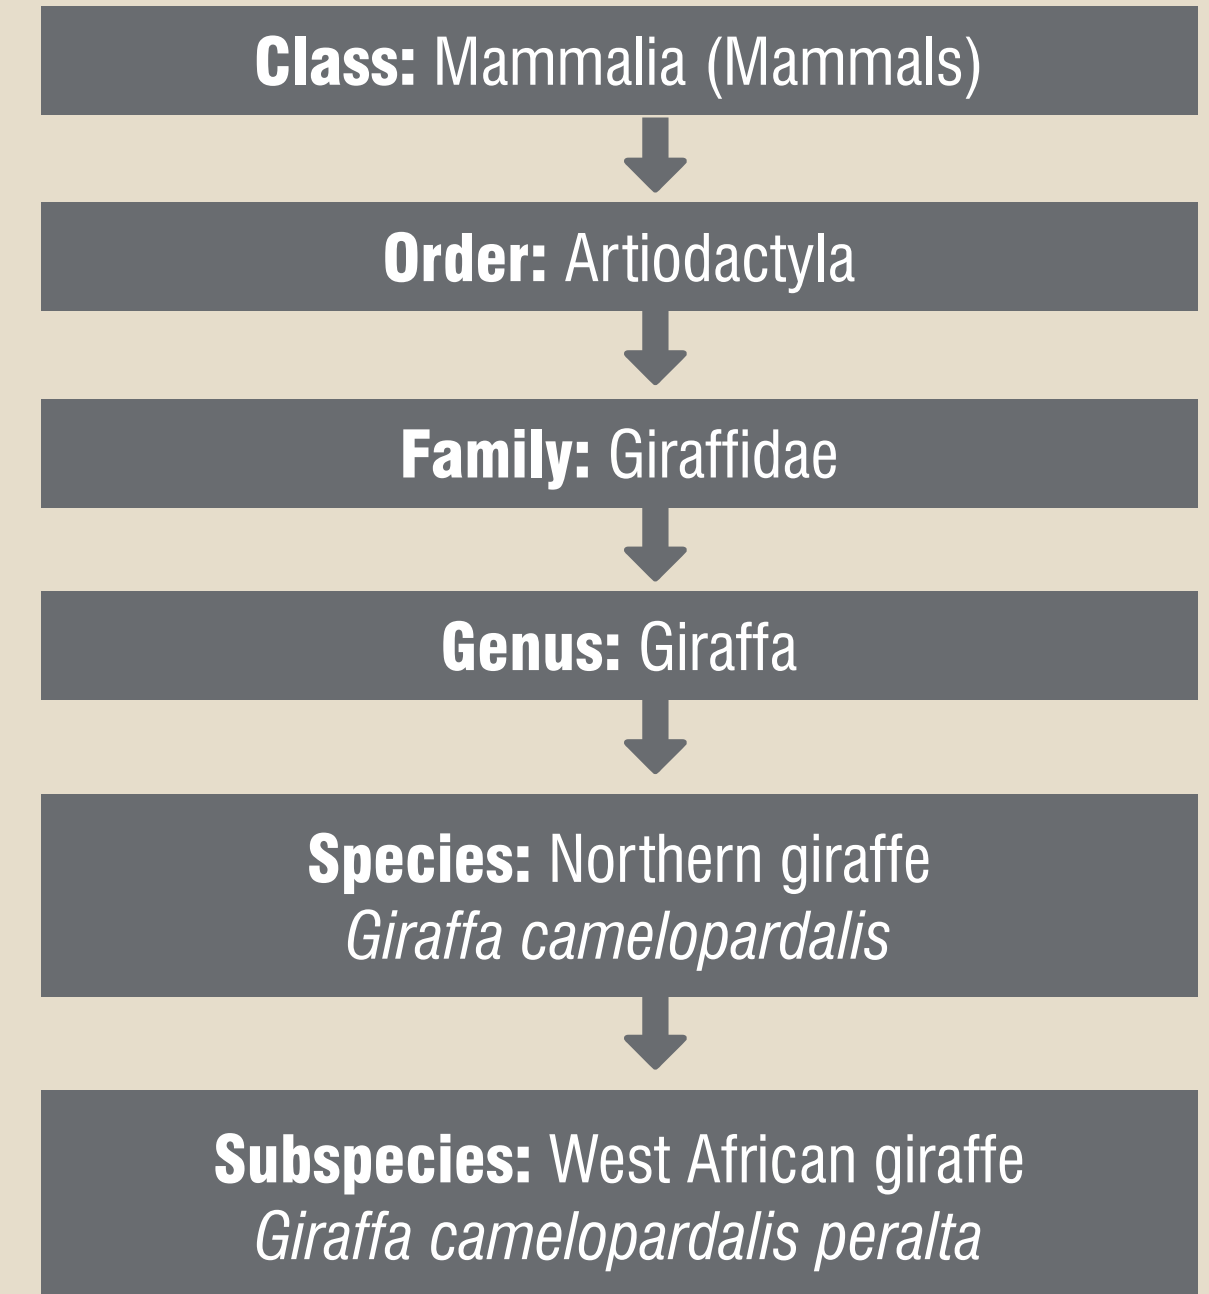 Class: Mammalia (Mammals)
Order: Artiodactyla
Family: Giraffidae
Genus: Giraffa
Species: Northern giraffe
Giraffa camelopardalis
Subspecies: West African giraffe
Giraffa camelopardalis peralta